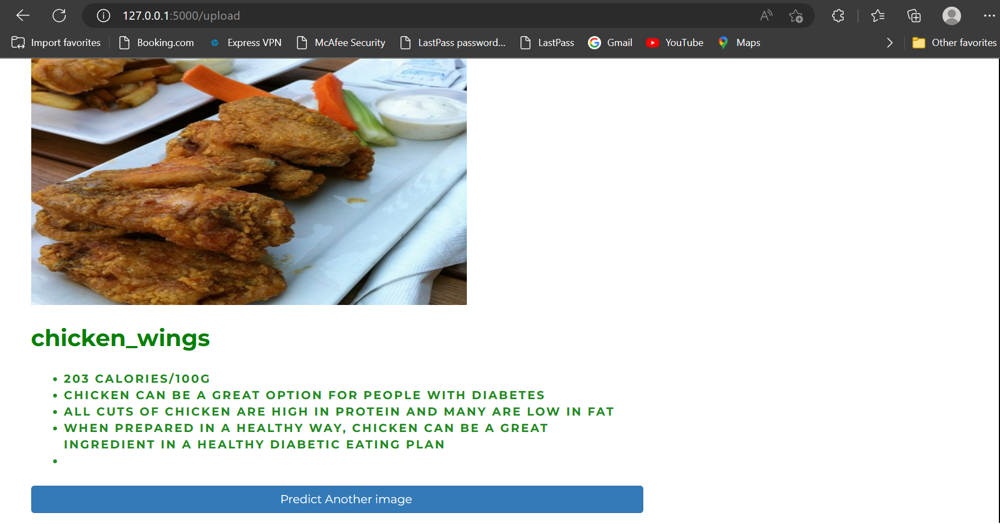 127.0.0.1:5000/upload
Import favorites Booking.com Express VPN McAfee Security LastPass password... LastPass Gmail YouTube Maps Other favorites
chicken_wings
203 CALORIES/100G
CHICKEN CAN BE A GREAT OPTION FOR PEOPLE WITH DIABETES
ALL CUTS OF CHICKEN ARE HIGH IN PROTEIN AND MANY ARE LOW IN FAT
WHEN PREPARED IN A HEALTHY WAY, CHICKEN CAN BE A GREAT
INGREDIENT IN A HEALTHY DIABETIC EATING PLAN
Predict Another image